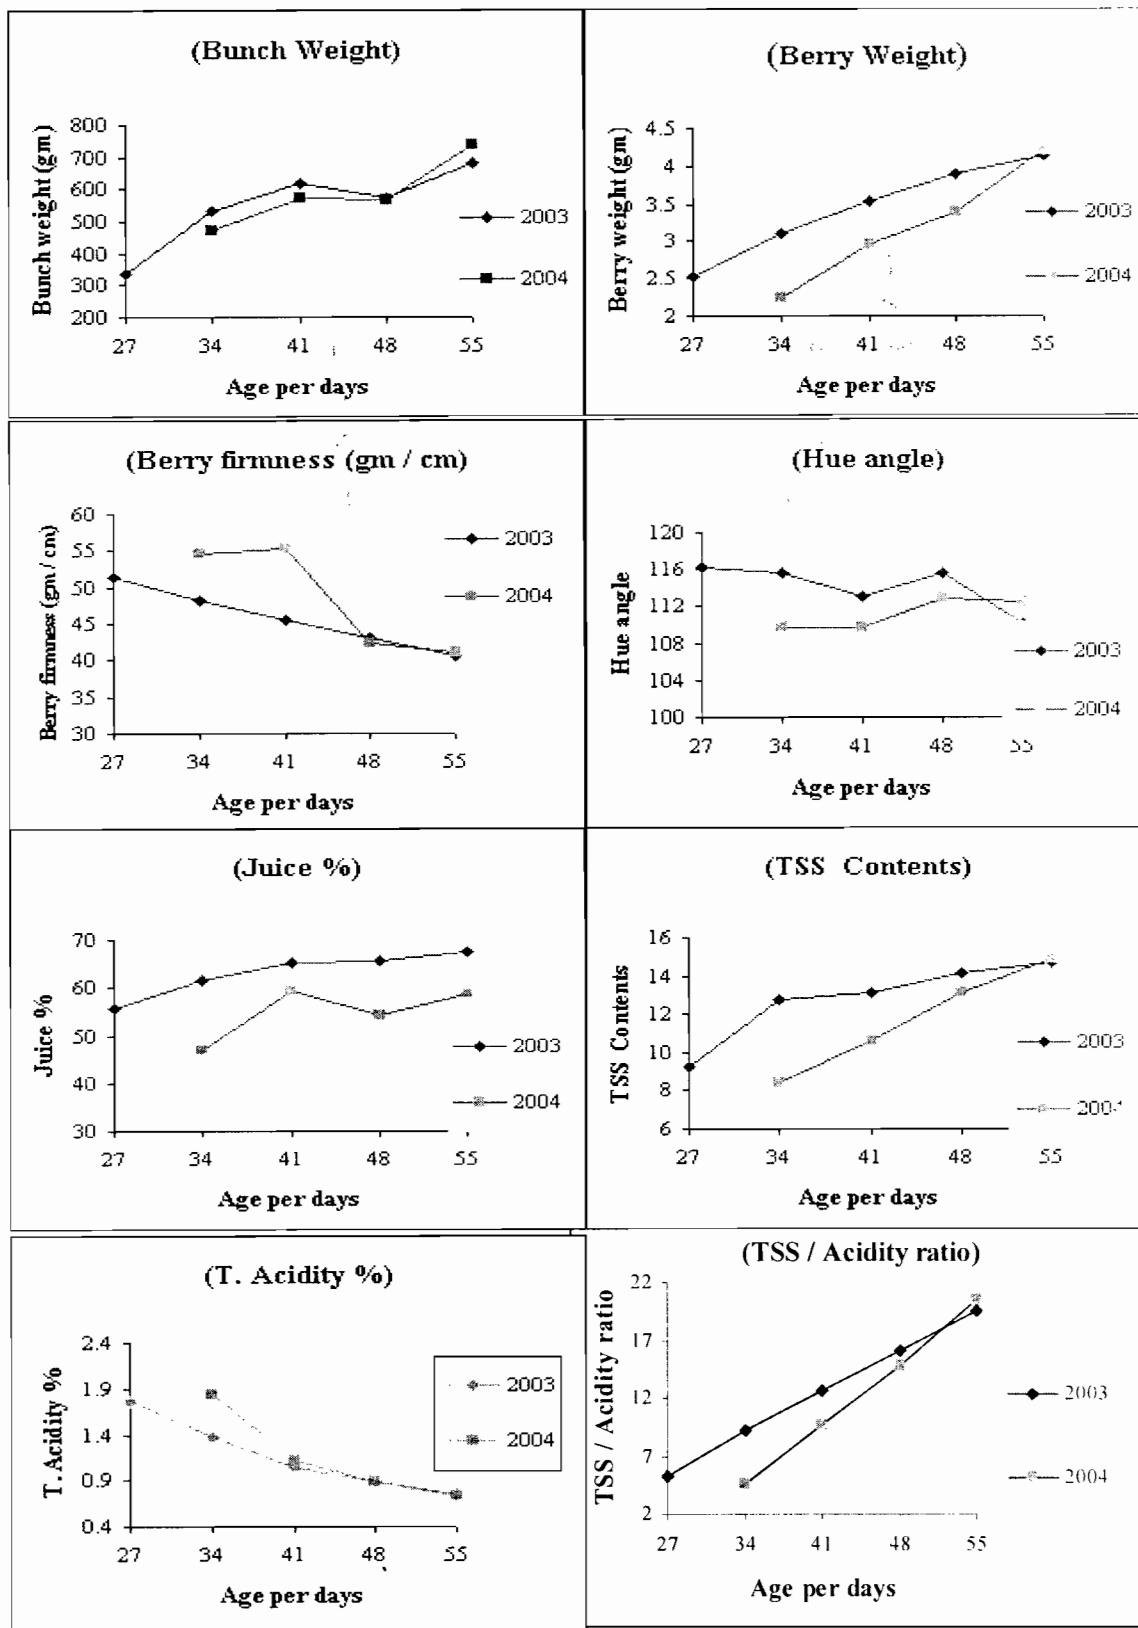 (Bunch Weight)
Bunch weight (gm)
800
700
600
500
400
300
200
27 34 41 48 55
Age per days
2003
2004
(Berry Weight)
Berry weight (gm)
4.5
4
3.5
3
2.5
2
27 34 41 48 55
Age per days
2003
2004
(Berry firmness (gm / cm)
Berry firmness (gm / cm)
60
55
50
45
40
35
30
27 34 41 48 55
Age per days
2003
2004
(Hue angle)
Hue angle
120
116
112
108
104
100
27 34 41 48 55
Age per days
2003
2004
(Juice %)
Juice %
70
60
50
40
30
27 34 41 48 55
Age per days
2003
2004
(TSS Contents)
TSS Contents
16
14
12
10
8
6
27 34 41 48 55
Age per days
2003
2004
(T. Acidity %)
T. Acidity %
2.4
1.9
1.4
0.9
0.4
27 34 41 48 55
Age per days
2003
2004
(TSS / Acidity ratio)
TSS / Acidity ratio
22
17
12
7
2
27 34 41 48 55
Age per days
2003
2004